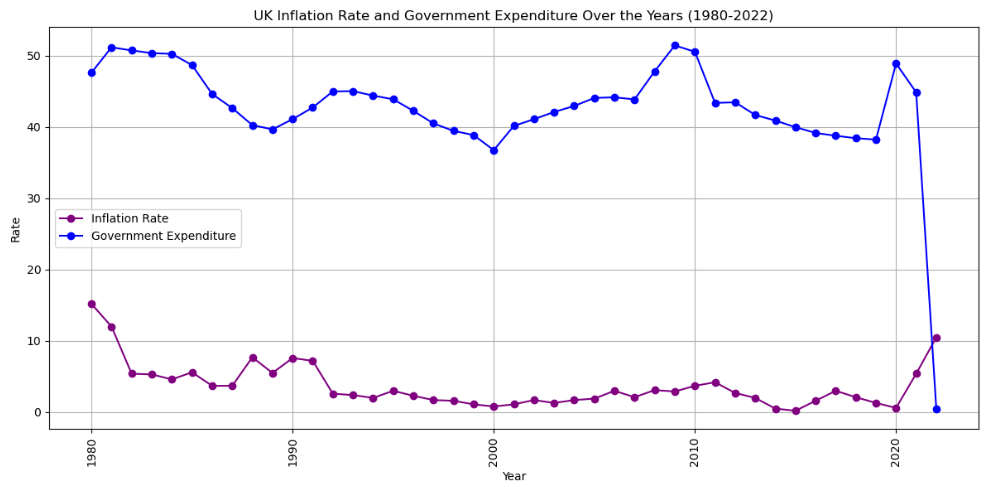 UK Inflation Rate and Government Expenditure Over the Years (1980-2022)
50
40
30
20
10
0
Rate
Inflation Rate
Government Expenditure
1980
1990
2000
2010
2020
Year